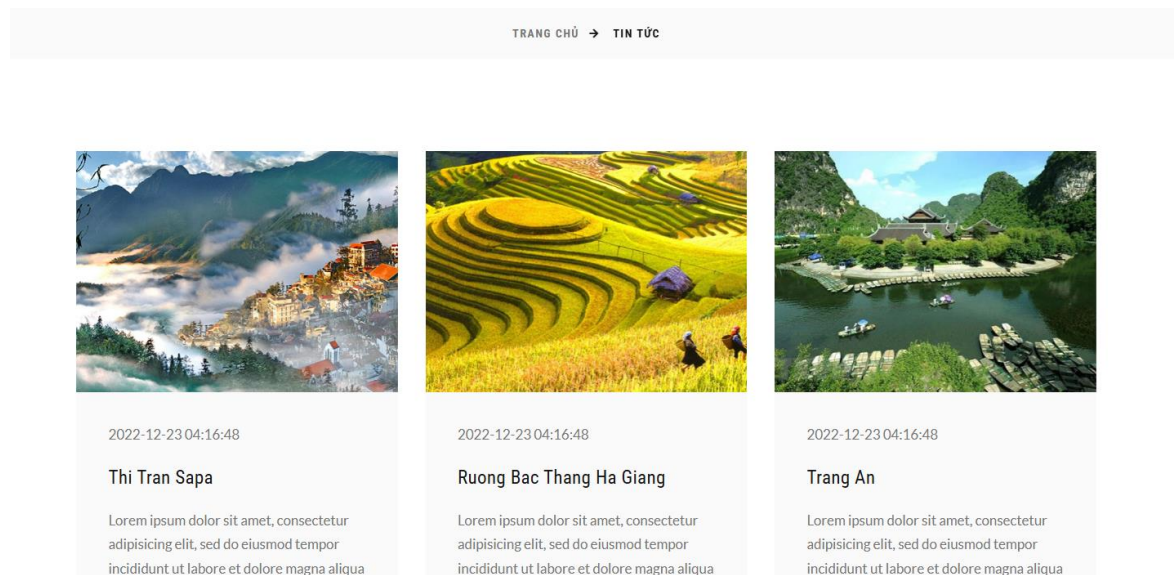 TRANG CHỦ → TIN TỨC
2022-12-23 04:16:48
Thi Tran Sapa
Lorem ipsum dolor sit amet, consectetur
adipisicing elit, sed do eiusmod tempor
incididunt ut labore et dolore magna aliqua
2022-12-23 04:16:48
Ruong Bac Thang Ha Giang
Lorem ipsum dolor sit amet, consectetur
adipisicing elit, sed do eiusmod tempor
incididunt ut labore et dolore magna aliqua
2022-12-23 04:16:48
Trang An
Lorem ipsum dolor sit amet, consectetur
adipisicing elit, sed do eiusmod tempor
incididunt ut labore et dolore magna aliqua